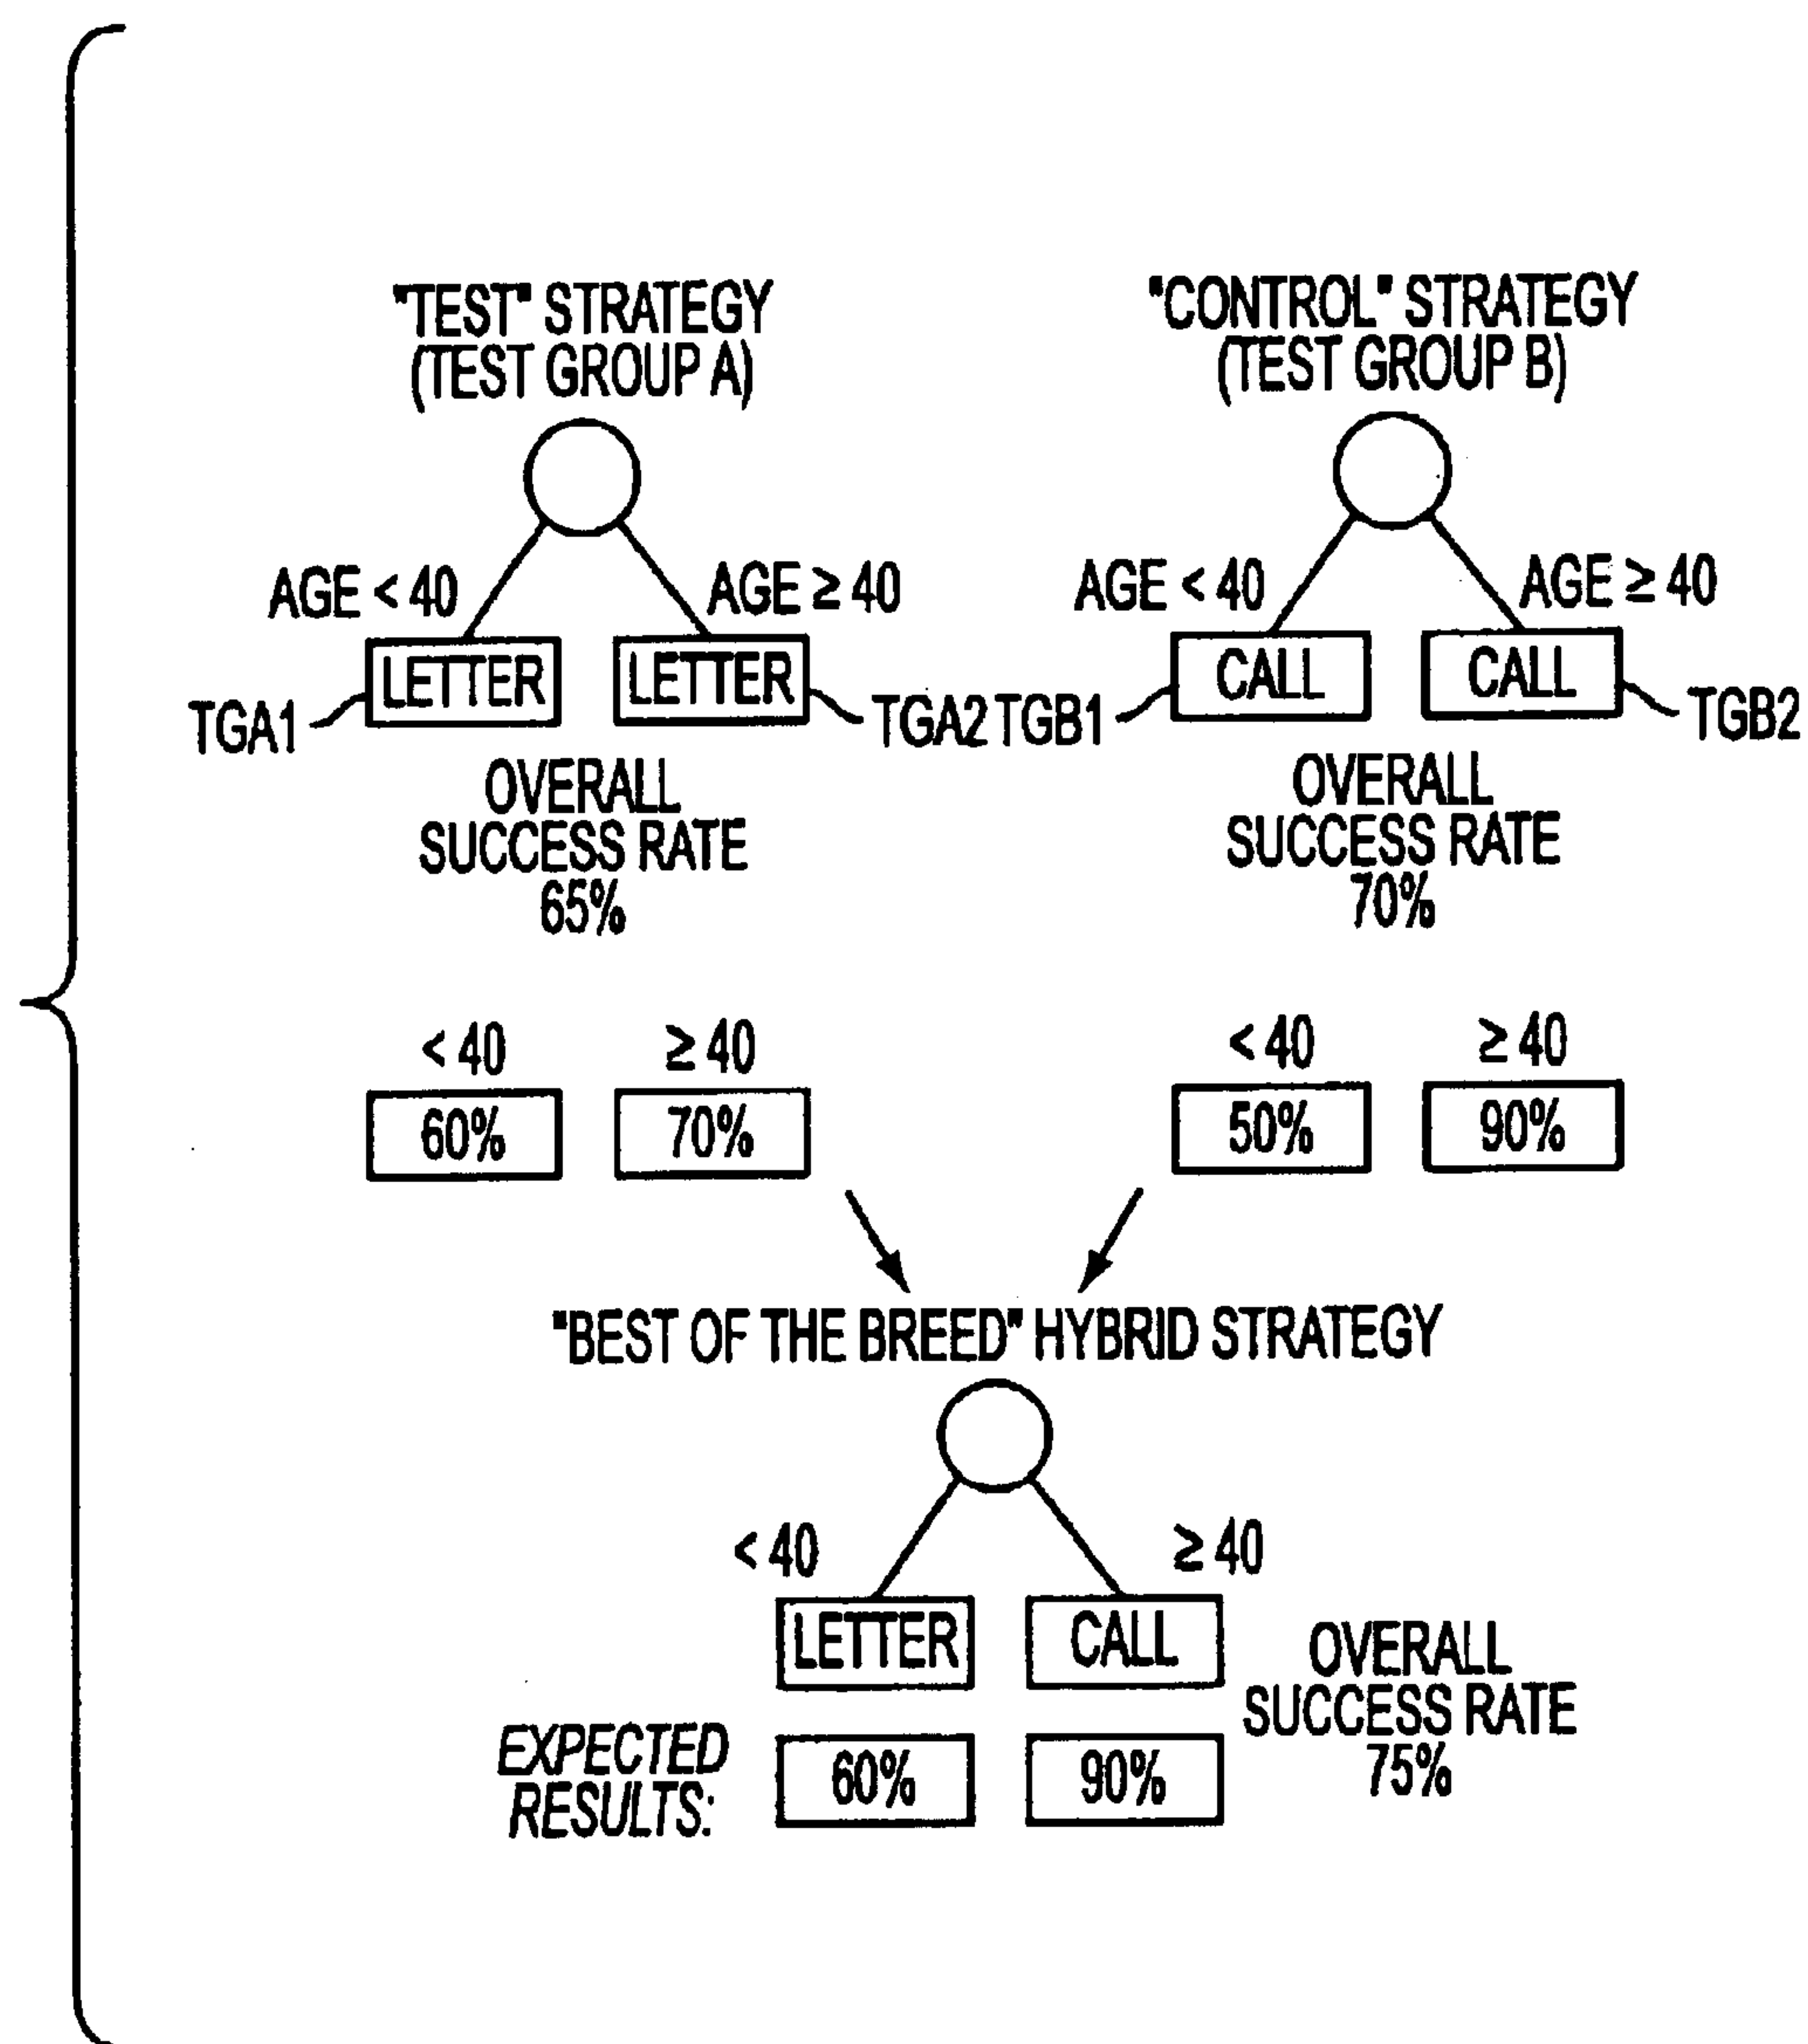 "TEST" STRATEGY
(TEST GROUP A)
AGE < 40
AGE ≥ 40
LETTER
LETTER
TGA1
TGA2
OVERALL
SUCCESS RATE
65%
"CONTROL" STRATEGY
(TEST GROUP B)
AGE < 40
AGE ≥ 40
CALL
CALL
TGB1
TGB2
OVERALL
SUCCESS RATE
70%
< 40
≥ 40
60%
70%
< 40
≥ 40
50%
90%
"BEST OF THE BREED" HYBRID STRATEGY
< 40
≥ 40
LETTER
CALL
OVERALL
SUCCESS RATE
75%
EXPECTED
RESULTS:
60%
90%